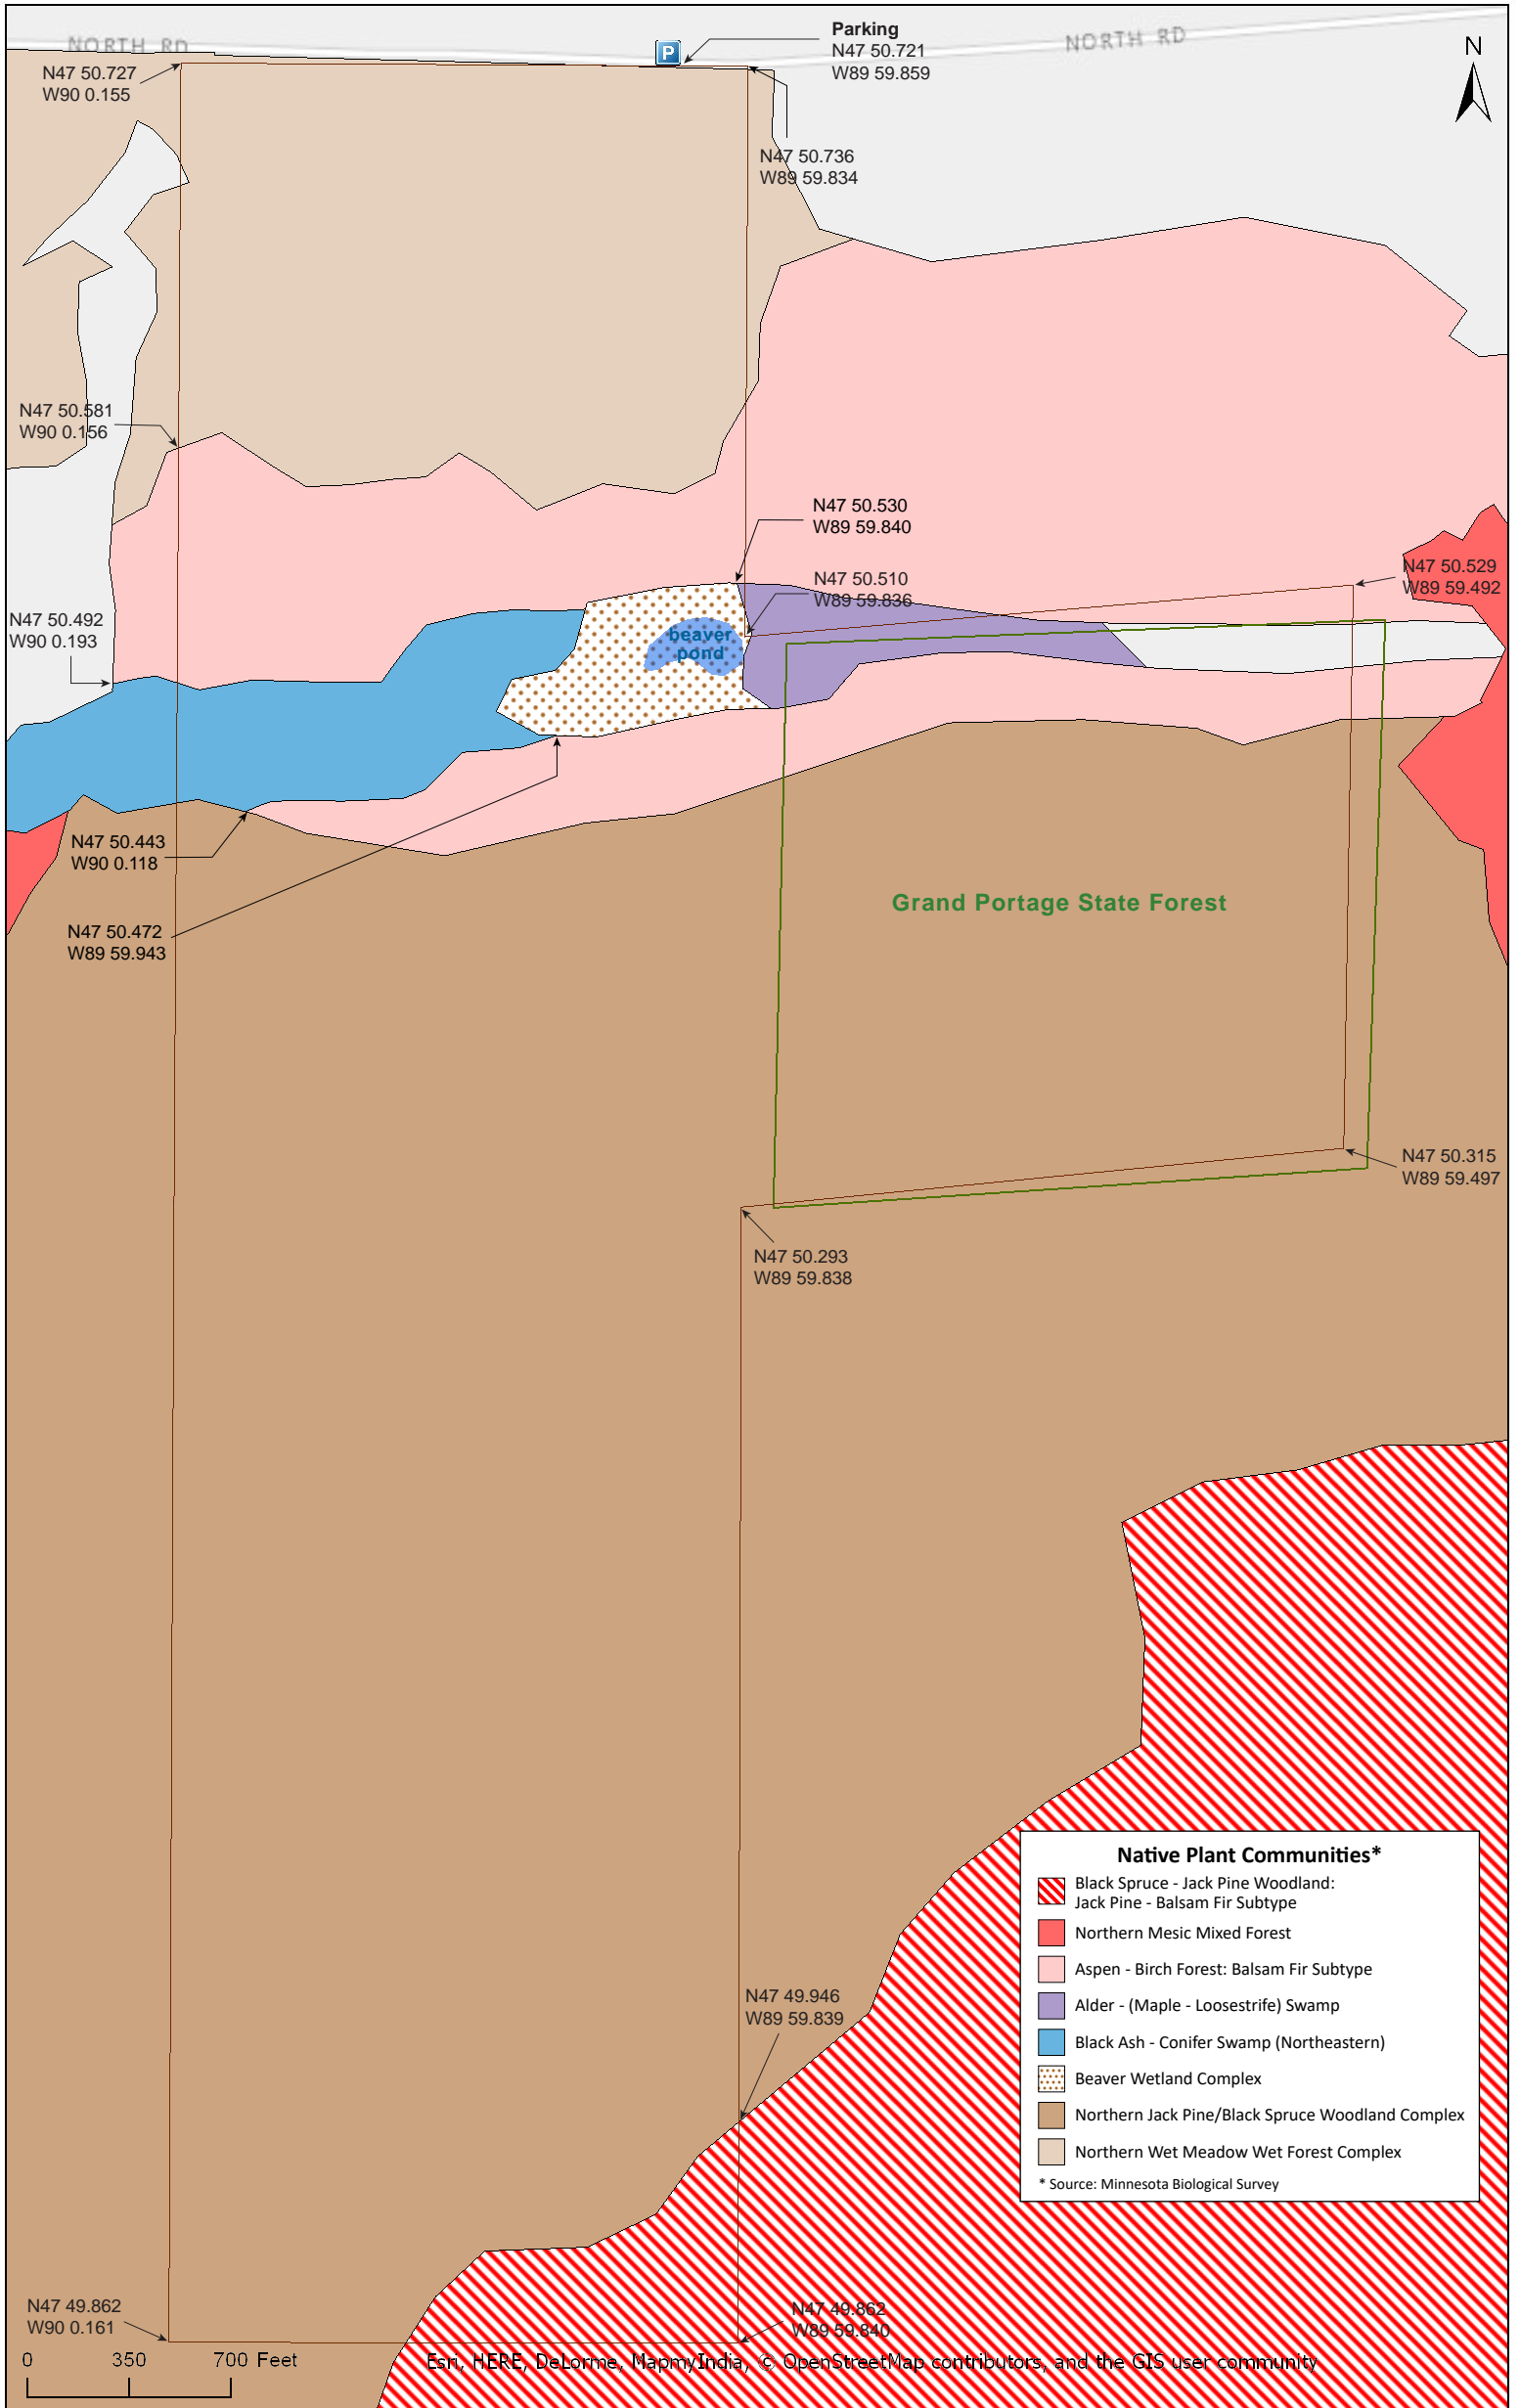 Parking
N47 50.721
W89 59.859
NORTH RD
NORTH RD
P
N
N47 50.727
W90 0.155
N47 50.736
W89 59.834
N47 50.581
W90 0.156
N47 50.530
W89 59.840
N47 50.510
W89 59.836
N47 50.529
W89 59.492
N47 50.492
W90 0.193
beaver
pond
N47 50.443
W90 0.118
N47 50.472
W89 59.943
Grand Portage State Forest
N47 50.315
W89 59.497
N47 50.293
W89 59.838
Native Plant Communities*
Black Spruce - Jack Pine Woodland:
Jack Pine - Balsam Fir Subtype
Northern Mesic Mixed Forest
Aspen - Birch Forest: Balsam Fir Subtype
Alder - (Maple - Loosestrife) Swamp
Black Ash - Conifer Swamp (Northeastern)
Beaver Wetland Complex
Northern Jack Pine/Black Spruce Woodland Complex
Northern Wet Meadow Wet Forest Complex
* Source: Minnesota Biological Survey
N47 49.946
W89 59.839
N47 49.862
W90 0.161
N47 49.862
W89 59.840
0 350 700 Feet
Esri, HERE, DeLorme, MapmyIndia, © OpenStreetMap contributors, and the GIS user community